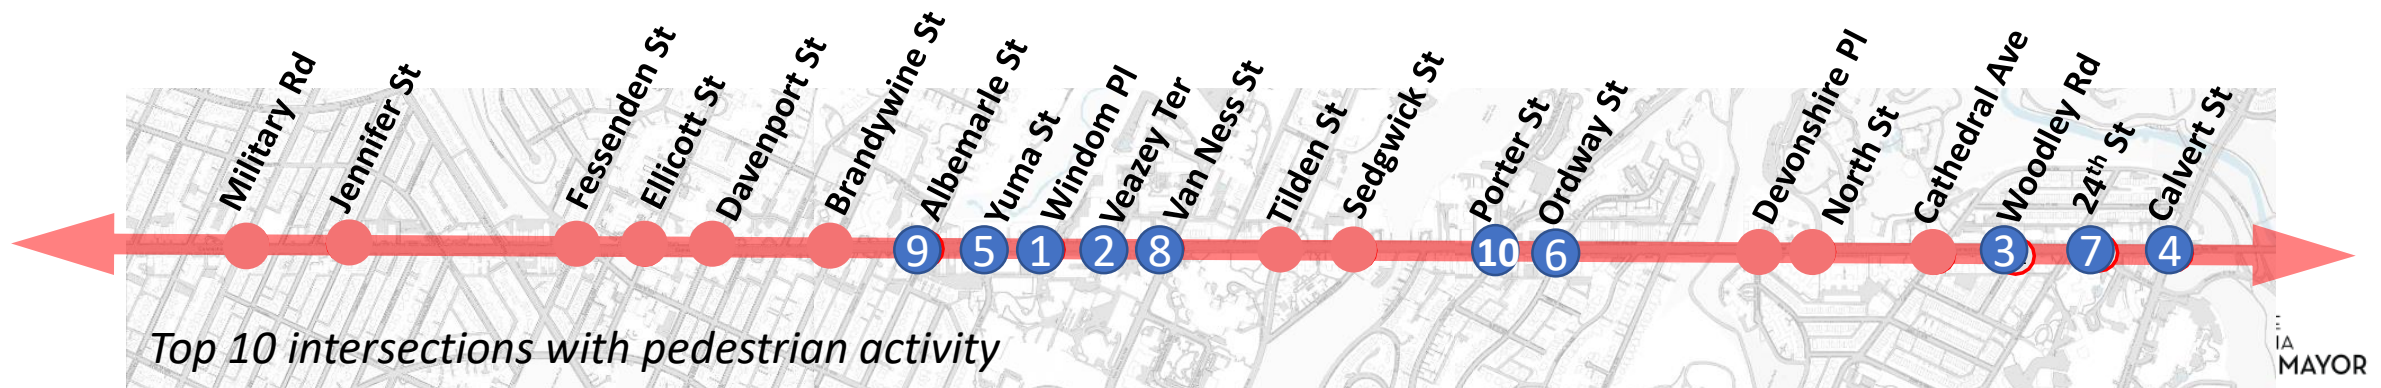 Military Rd
Jennifer St
Fessenden St
Ellicott St
Davenport St
Brandywine St
Albemarle St
Yuma St
Windom Pl
Veazey Ter
Van Ness St
Tilden St
Sedgwick St
Porter St
Ordway St
Devonshire Pl
North St
Cathedral Ave
Woodley Rd
24th St
Calvert St
9 5 1 2 8 10 6 3 7 4
Top 10 intersections with pedestrian activity
E
IA
MAYOR